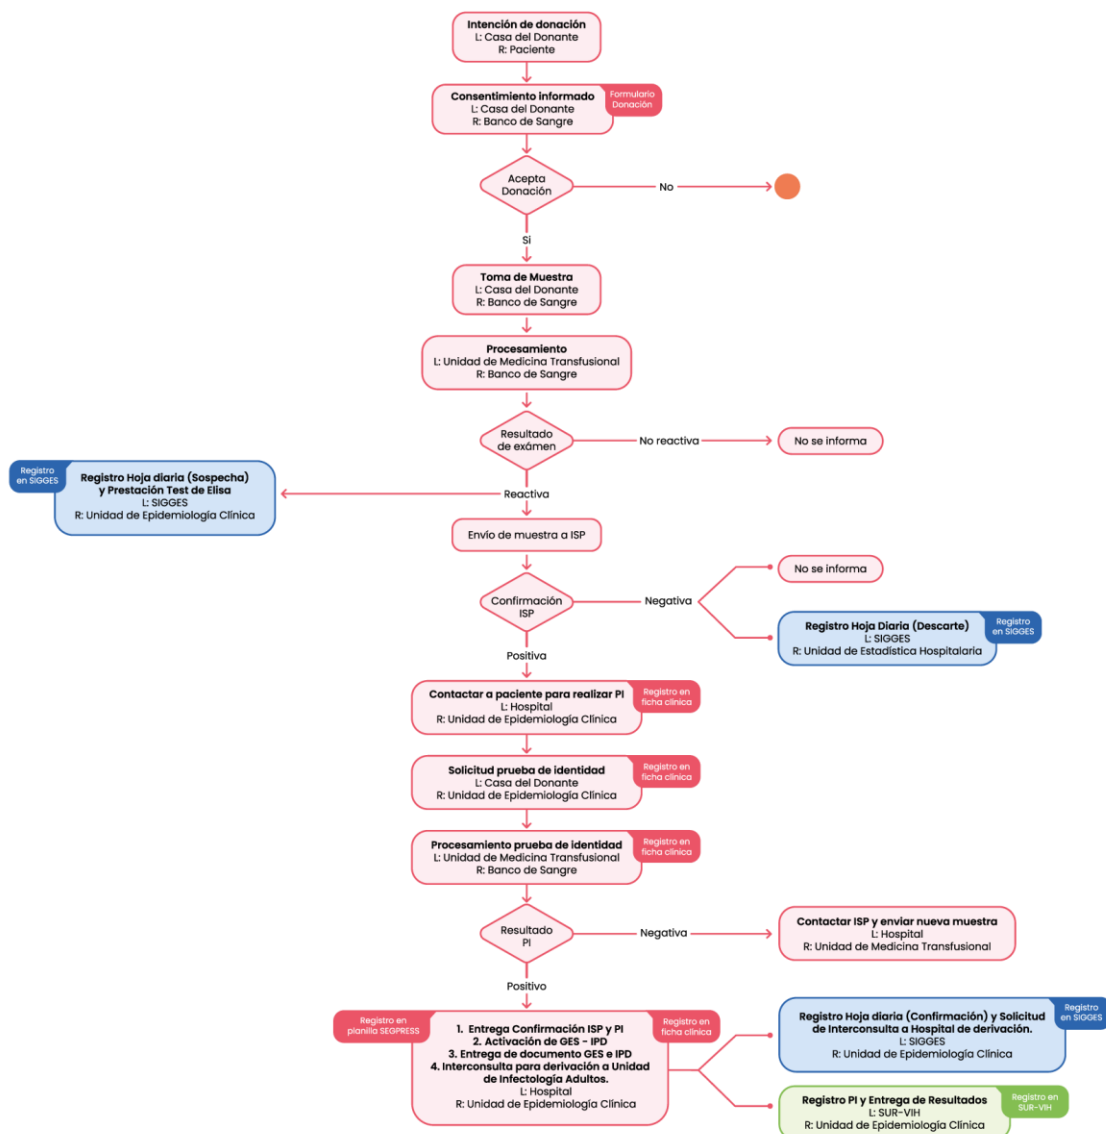 Intención de donación
L: Casa del Donante
R: Paciente
Consentimiento informado
L: Casa del Donante
R: Banco de Sangre
Formulario
Donación
Acepta
Donación
No
Si
Toma de Muestra
L: Casa del Donante
R: Banco de Sangre
Procesamiento
L: Unidad de Medicina Transfusional
R: Banco de Sangre
Resultado
de exámen
No reactiva
No se informa
Reactiva
Registro
en SIGGES
Registro Hoja diaria (Sospecha)
y Prestación Test de Elisa
L: SIGGES
R: Unidad de Epidemiología Clínica
Envío de muestra a ISP
Confirmación
ISP
Negativa
No se informa
Registro Hoja Diaria (Descarte)
L: SIGGES
R: Unidad de Estadística Hospitalaria
Registro
en SIGGES
Positiva
Contactar a paciente para realizar PI
L: Hospital
R: Unidad de Epidemiología Clínica
Registro en
ficha clínica
Solicitud prueba de identidad
L: Casa del Donante
R: Unidad de Epidemiología Clínica
Registro en
ficha clínica
Procesamiento prueba de identidad
L: Unidad de Medicina Transfusional
R: Banco de Sangre
Registro en
ficha clínica
Resultado
PI
Negativa
Contactar ISP y enviar nueva muestra
L: Hospital
R: Unidad de Medicina Transfusional
Positivo
Registro en
planilla SEGPRESS
1. Entrega Confirmación ISP y PI
2. Activación de GES - IPD
3. Entrega de documento GES e IPD
4. Interconsulta para derivación a Unidad
de Infectología Adultos.
L: Hospital
R: Unidad de Epidemiología Clínica
Registro en
ficha clínica
Registro Hoja diaria (Confirmación) y Solicitud
de Interconsulta a Hospital de derivación.
L: SIGGES
R: Unidad de Epidemiología Clínica
Registro
en SIGGES
Registro PI y Entrega de Resultados
L: SUR-VIH
R: Unidad de Epidemiología Clínica
Registro en
SUR-VIH